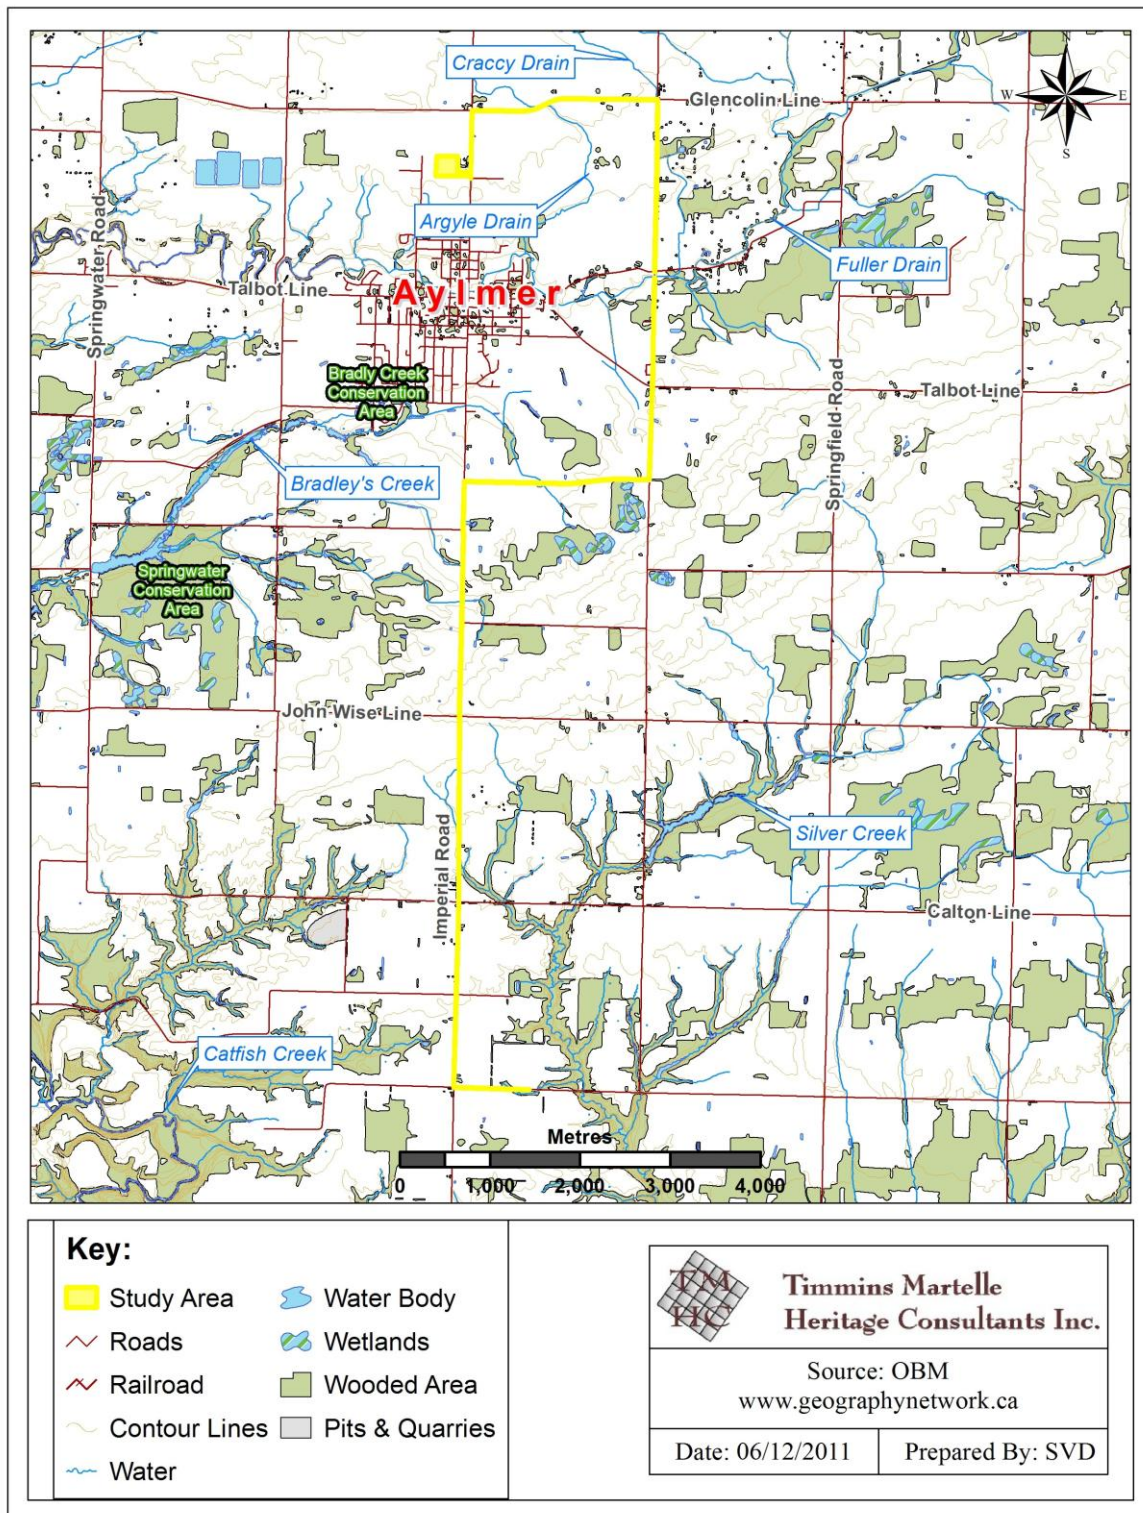 Craccy Drain
N
Glencolin Line
W
E
S
Springwater Road
Argyle Drain
Fuller Drain
Talbot Line
Aylmer
Bradly Creek
Conservation
Area
Talbot Line
Springfield Road
Bradley's Creek
Springwater
Conservation
Area
John Wise Line
Silver Creek
Imperial Road
Calton Line
Catfish Creek
Metres
0 1,000 2,000 3,000 4,000
Key:
Study Area
Roads
Railroad
Contour Lines
Water
Water Body
Wetlands
Wooded Area
Pits & Quarries
TM
HC
Timmins Martelle
Heritage Consultants Inc.
Source: OBM
www.geographynetwork.ca
Date: 06/12/2011
Prepared By: SVD